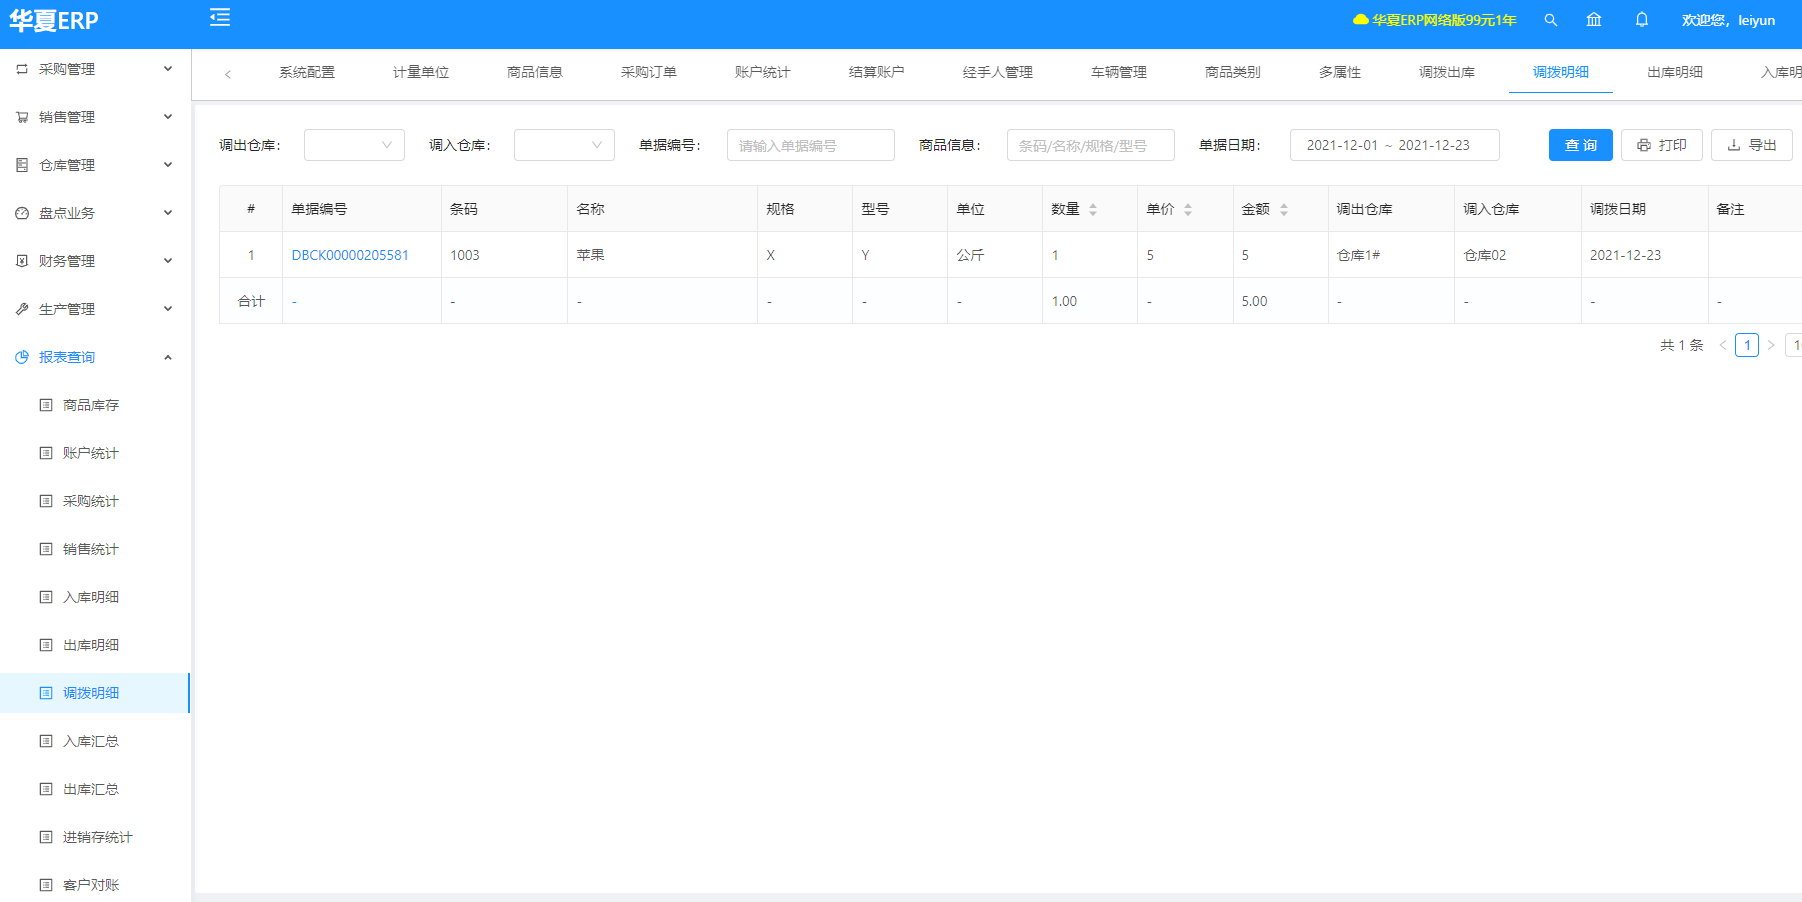 华夏ERP
华夏ERP网络版99元1年
欢迎您，leiyun
采购管理
销售管理
仓库管理
盘点业务
财务管理
生产管理
报表查询
商品库存
账户统计
采购统计
销售统计
入库明细
出库明细
调拨明细
入库汇总
出库汇总
进销存统计
客户对账
系统配置 计量单位 商品信息 采购订单 账户统计 结算账户 经手人管理 车辆管理 商品类别 多属性 调拨出库 调拨明细 出库明细 入库明
调出仓库： 调入仓库： 单据编号： 请输入单据编号 商品信息： 条码/名称/规格/型号 单据日期： 2021-12-01 ~ 2021-12-23 查 询 打印 导出
# 单据编号 条码 名称 规格 型号 单位 数量 单价 金额 调出仓库 调入仓库 调拨日期 备注
1 DBCK00000205581 1003 苹果 X Y 公斤 1 5 5 仓库1# 仓库02 2021-12-23
合计 - - - - - - 1.00 - 5.00 - - - -
共 1 条 < 1 > 1